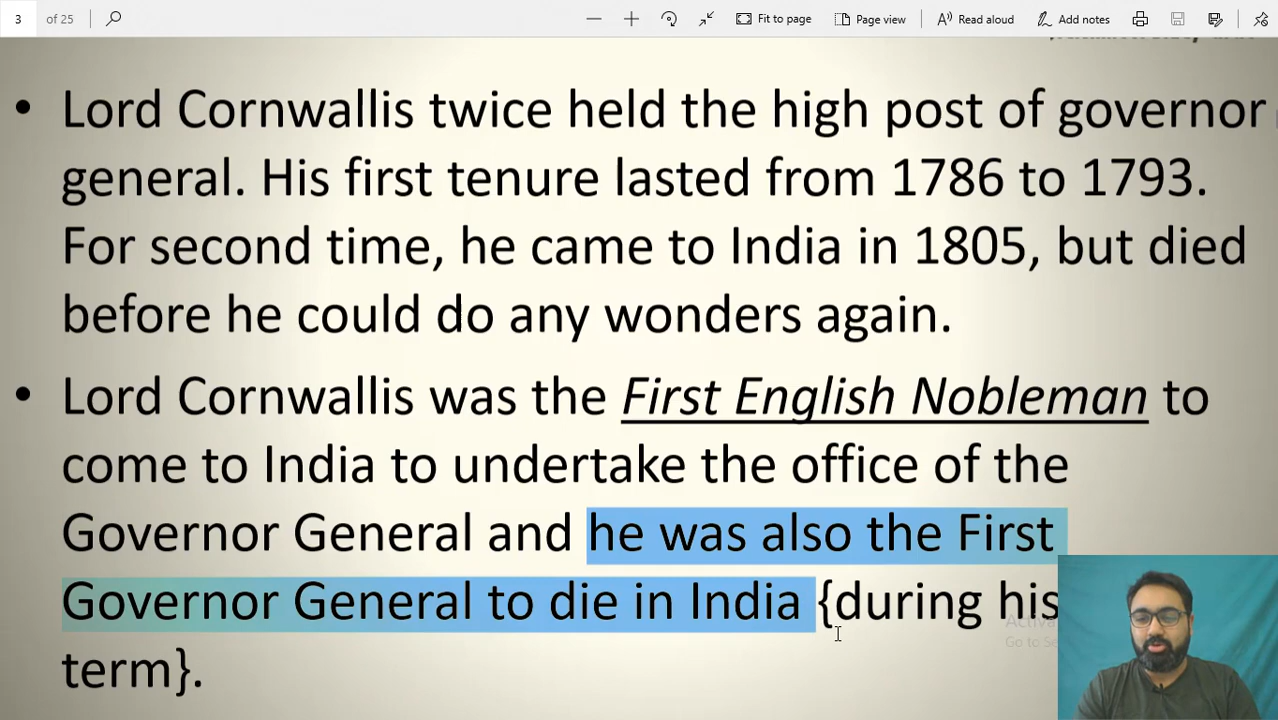 3 of 25 Fit to page Page view Read aloud Add notes
• Lord Cornwallis twice held the high post of governor
general. His first tenure lasted from 1786 to 1793.
For second time, he came to India in 1805, but died
before he could do any wonders again.
• Lord Cornwallis was the First English Nobleman to
come to India to undertake the office of the
Governor General and he was also the First
Governor General to die in India {during his
term}.